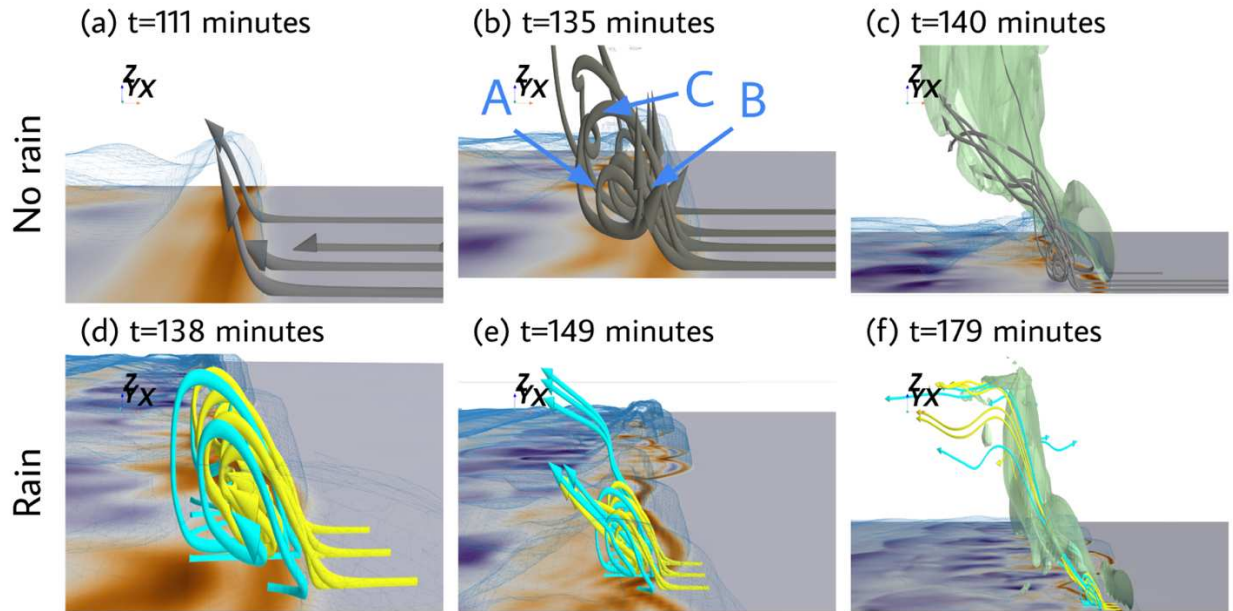 (a) t=111 minutes
(b) t=135 minutes
(c) t=140 minutes
No rain
Z
YX
Z
YX
A
C
B
Z
YX
(d) t=138 minutes
(e) t=149 minutes
(f) t=179 minutes
Rain
Z
YX
Z
YX
Z
YX